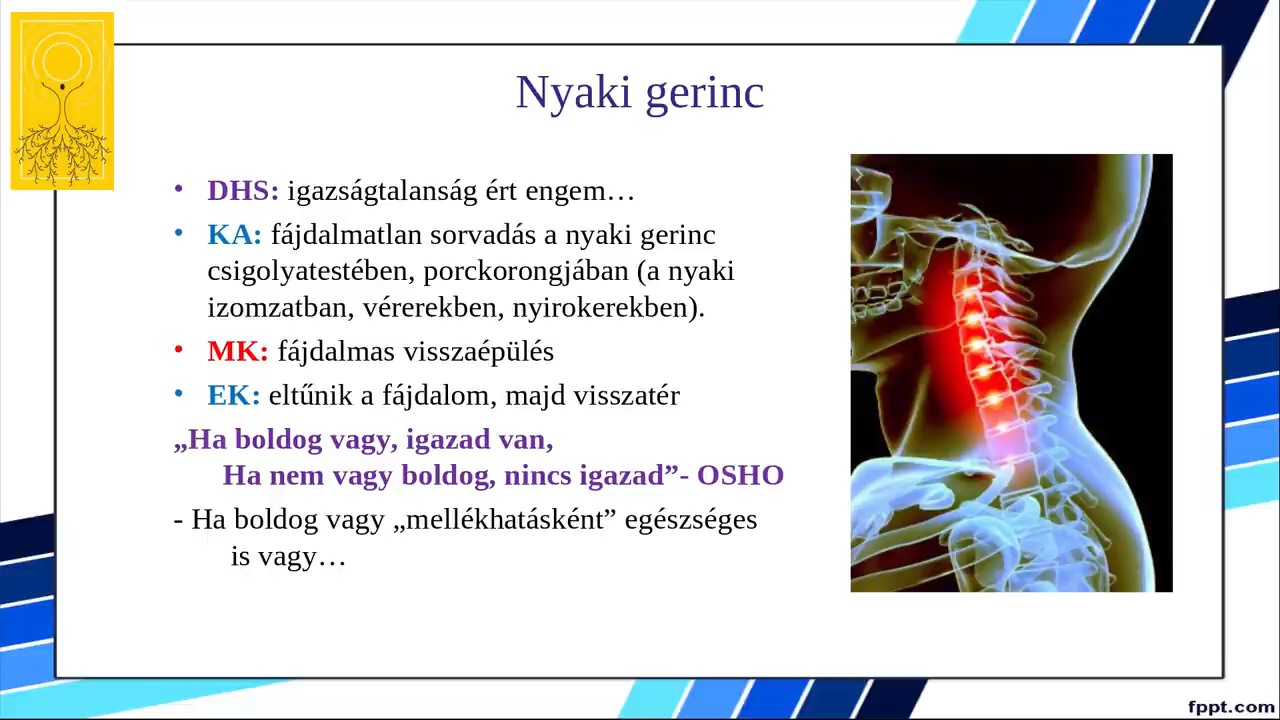 Nyaki gerinc
• DHS: igazságtalanság ért engem…
• KA: fájdalmatlan sorvadás a nyaki gerinc
csigolyatestében, porckorongjában (a nyaki
izomzatban, vérerekben, nyirokerekben).
• MK: fájdalmas visszaépülés
• EK: eltűnik a fájdalom, majd visszatér
„Ha boldog vagy, igazad van,
Ha nem vagy boldog, nincs igazad”- OSHO
- Ha boldog vagy „mellékhatásként” egészséges
is vagy…
fppt.com